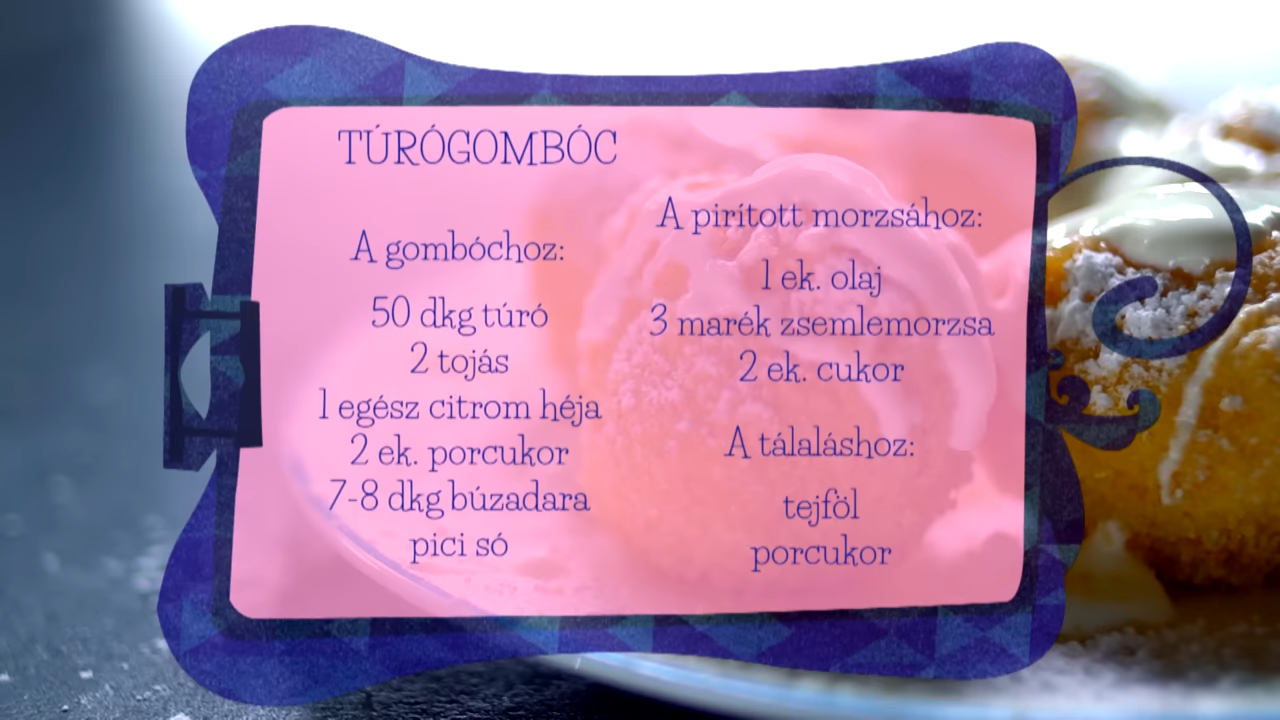 TÚRÓGOMBÓC
A gombóchoz:
50 dkg túró
2 tojás
1 egész citrom héja
2 ek. porcukor
7-8 dkg búzadara
pici só
A pirított morzsához:
1 ek. olaj
3 marék zsemlemorzsa
2 ek. cukor
A tálaláshoz:
tejföl
porcukor